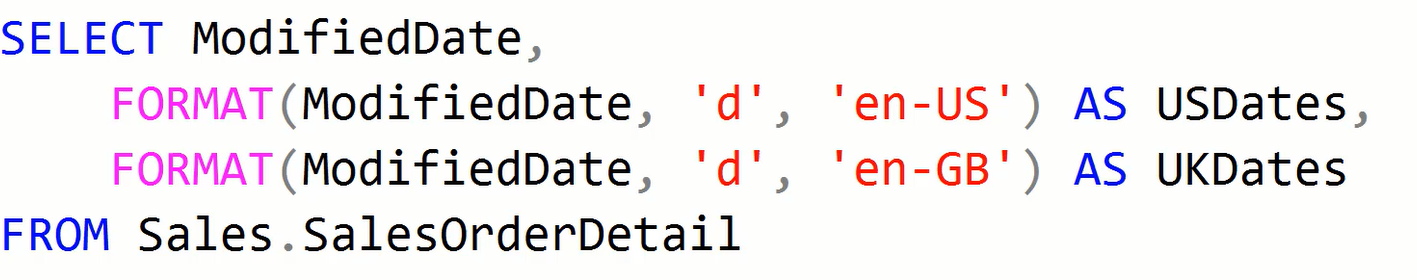 SELECT ModifiedDate,
FORMAT(ModifiedDate, 'd', 'en-US') AS USDates,
FORMAT(ModifiedDate, 'd', 'en-GB') AS UKDates
FROM Sales.SalesOrderDetail